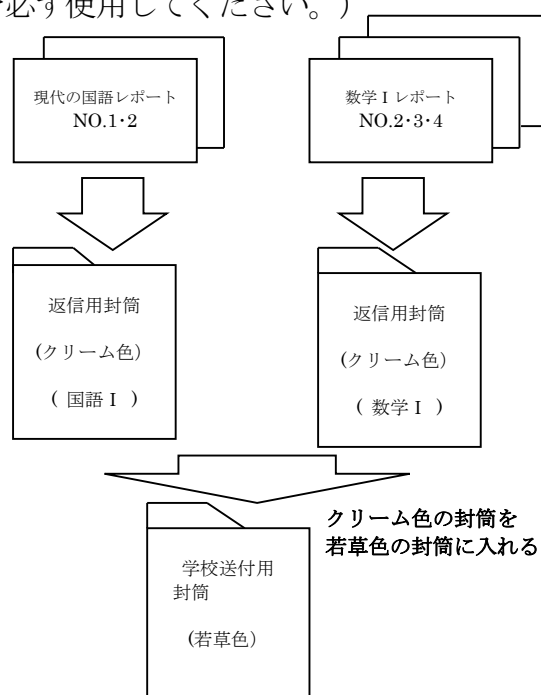 必ず使用してください。）
現代の国語レポート
NO.1･2
数学Ⅰレポート
NO.2･3･4
返信用封筒
(クリーム色）
（ 国語Ⅰ ）
返信用封筒
(クリーム色）
（ 数学Ⅰ ）
クリーム色の封筒を
若草色の封筒に入れる
学校送付用
封筒
(若草色）